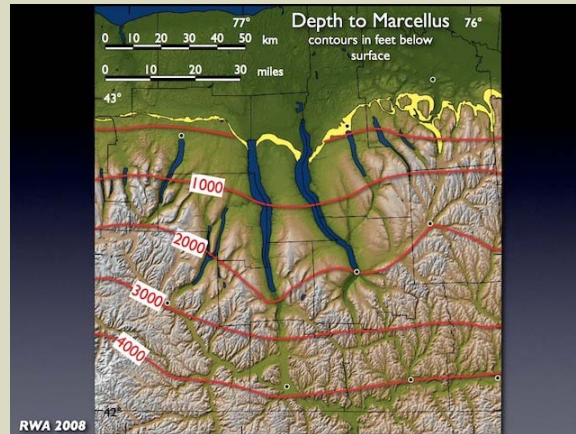 77°
Depth to Marcellus
76°
contours in feet below
surface
0 10 20 30 40 50 km
0 10 20 30 miles
43°
1000
2000
3000
4000
42°
RWA 2008